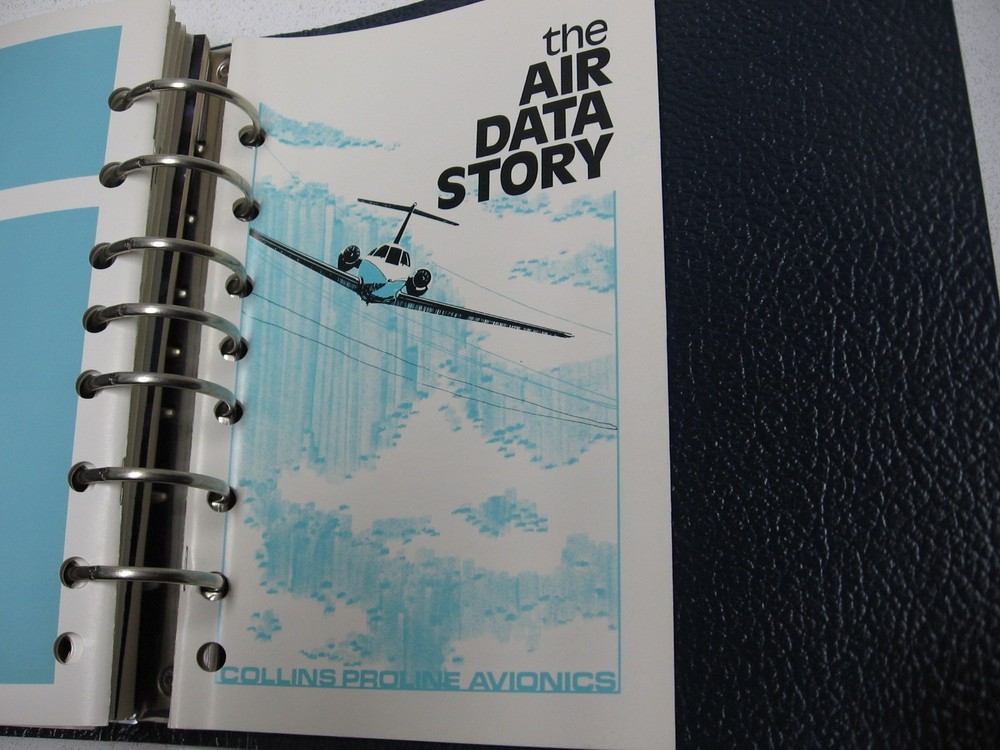 the
AIR
DATA
STORY
COLLINS PROLINE AVIONICS